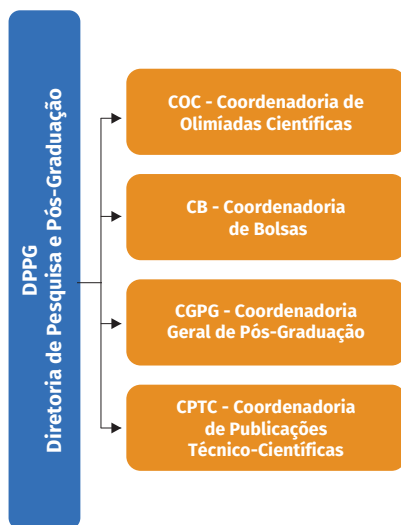 DPPG
Diretoria de Pesquisa e Pós-Graduação
COC - Coordenadoria de
Olimíadas Científicas
CB - Coordenadoria
de Bolsas
CGPG - Coordenadoria
Geral de Pós-Graduação
CPTC - Coordenadoria
de Publicações
Técnico-Científicas